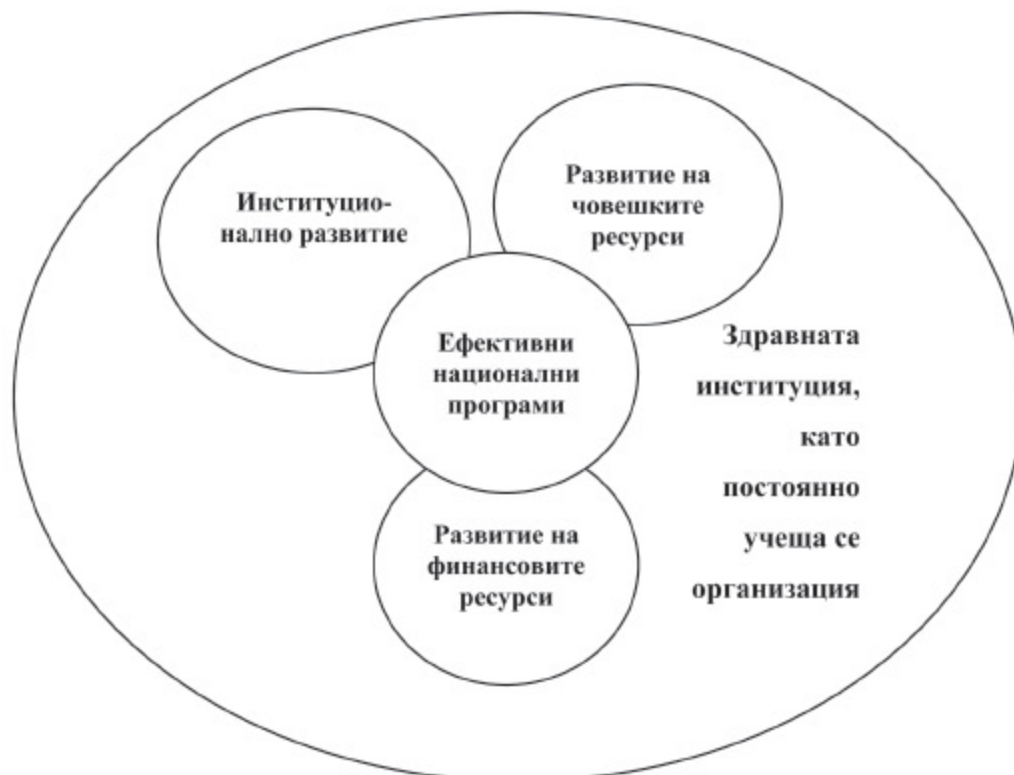 Институцио-
нално развитие
Развитие на
човешките
ресурси
Ефективни
национални
програми
Здравната
институция,
като
постоянно
учеща се
организация
Развитие на
финансовите
ресурси